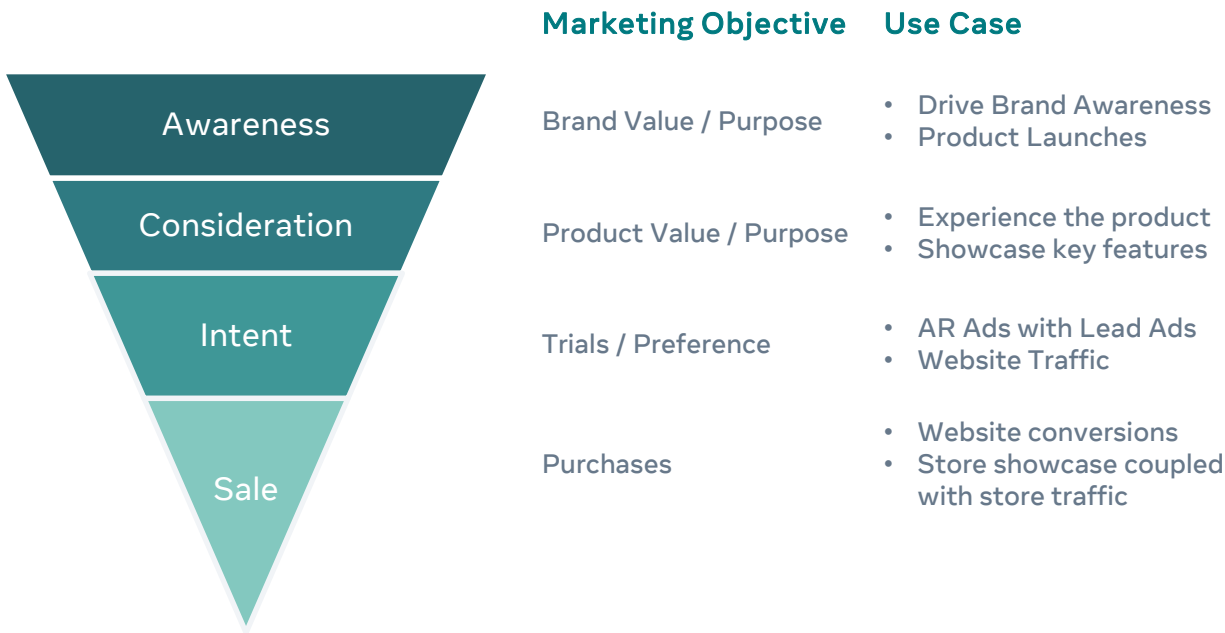 Marketing Objective Use Case
Awareness
Brand Value / Purpose
• Drive Brand Awareness
• Product Launches
Consideration
Product Value / Purpose
• Experience the product
• Showcase key features
Intent
Trials / Preference
• AR Ads with Lead Ads
• Website Traffic
Sale
Purchases
• Website conversions
• Store showcase coupled
with store traffic